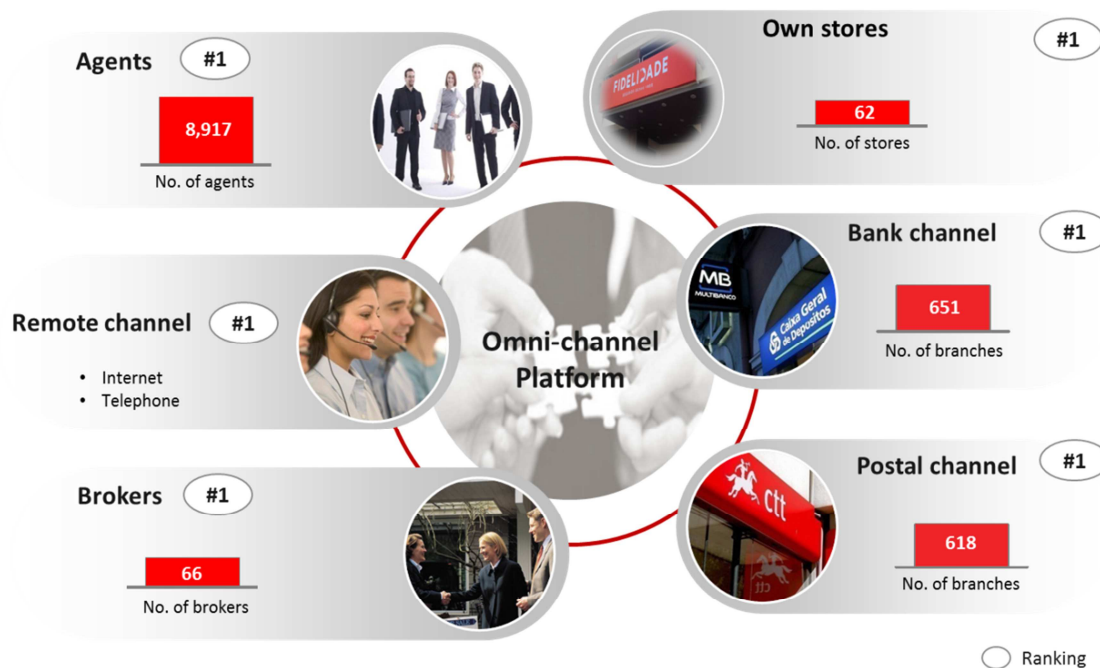 Agents
#1
8,917
No. of agents
Own stores
#1
FIDELIDADE
62
No. of stores
Remote channel
#1
• Internet
• Telephone
Omni-channel
Platform
Bank channel
#1
MB
MULTIBANCO
Caixa Geral
de Depositos
651
No. of branches
Brokers
#1
66
No. of brokers
Postal channel
#1
ctt
ctt
618
No. of branches
Ranking